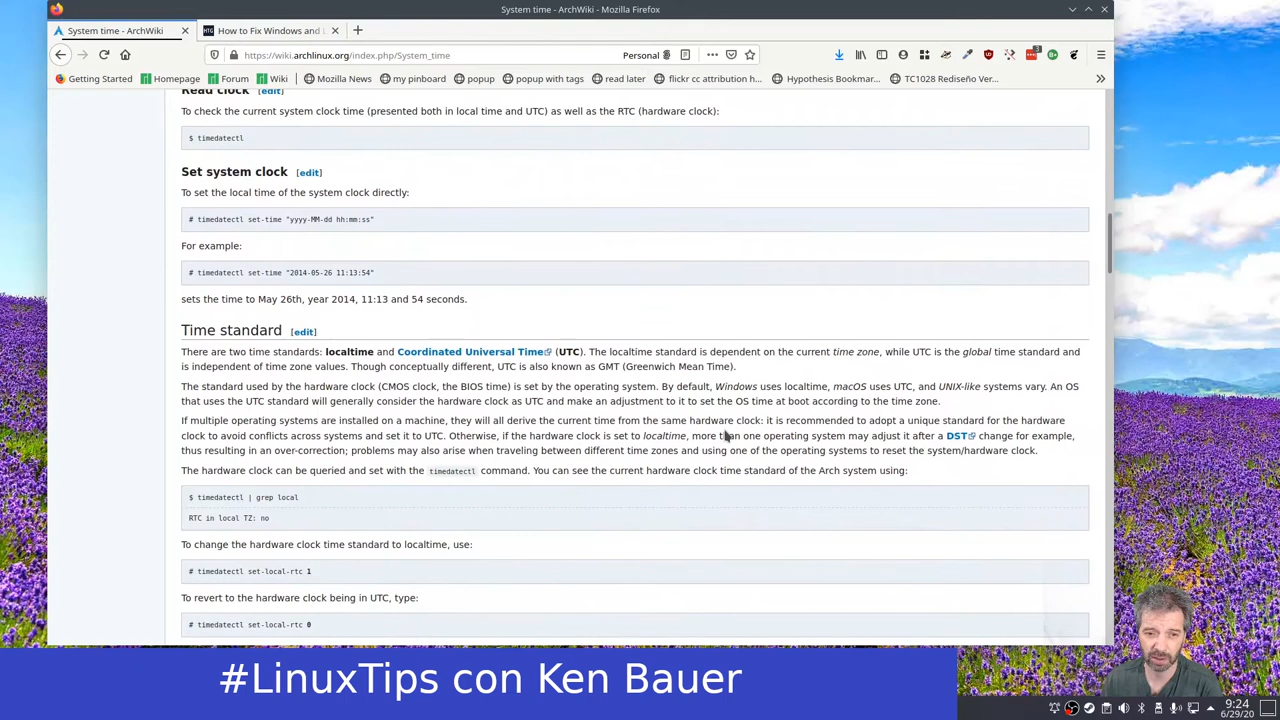 System time - ArchWiki - Mozilla Firefox
System time - ArchWiki
How to Fix Windows and L
https://wiki.archlinux.org/index.php/System_time
Personal
3
Getting Started
Homepage
Forum
Wiki
Mozilla News
my pinboard
popup
popup with tags
read later
flickr cc attribution h...
Hypothesis Bookmar...
TC1028 Rediseño Ver...
Read clock [edit]
To check the current system clock time (presented both in local time and UTC) as well as the RTC (hardware clock):
$ timedatectl
Set system clock [edit]
To set the local time of the system clock directly:
# timedatectl set-time "yyyy-MM-dd hh:mm:ss"
For example:
# timedatectl set-time "2014-05-26 11:13:54"
sets the time to May 26th, year 2014, 11:13 and 54 seconds.
Time standard [edit]
There are two time standards: localtime and Coordinated Universal Time (UTC). The localtime standard is dependent on the current time zone, while UTC is the global time standard and
is independent of time zone values. Though conceptually different, UTC is also known as GMT (Greenwich Mean Time).
The standard used by the hardware clock (CMOS clock, the BIOS time) is set by the operating system. By default, Windows uses localtime, macOS uses UTC, and UNIX-like systems vary. An OS
that uses the UTC standard will generally consider the hardware clock as UTC and make an adjustment to it to set the OS time at boot according to the time zone.
If multiple operating systems are installed on a machine, they will all derive the current time from the same hardware clock: it is recommended to adopt a unique standard for the hardware
clock to avoid conflicts across systems and set it to UTC. Otherwise, if the hardware clock is set to localtime, more than one operating system may adjust it after a DST change for example,
thus resulting in an over-correction; problems may also arise when traveling between different time zones and using one of the operating systems to reset the system/hardware clock.
The hardware clock can be queried and set with the timedatectl command. You can see the current hardware clock time standard of the Arch system using:
$ timedatectl | grep local
RTC in local TZ: no
To change the hardware clock time standard to localtime, use:
# timedatectl set-local-rtc 1
To revert to the hardware clock being in UTC, type:
# timedatectl set-local-rtc 0
#LinuxTips con Ken Bauer
9:24
6/29/20